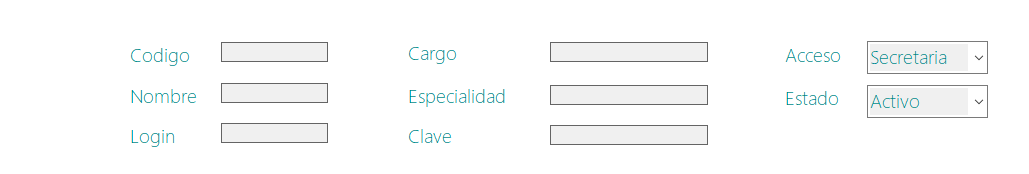 Codigo
Cargo
Acceso
Secretaria
Nombre
Especialidad
Estado
Activo
Login
Clave